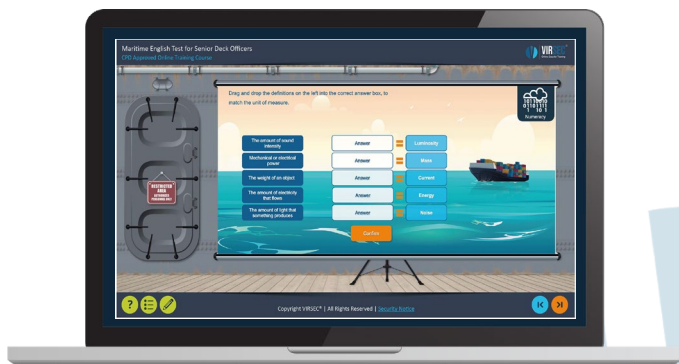 Maritime English Test for Senior Deck Officers
CPD Approved Online Training Course
VIRSEC
Drag and drop the definitions on the left into the correct answer box, to
match the unit of measure.
Numeracy
The amount of sound
intensity
Answer
=
Luminosity
Mechanical or electrical
power
Answer
=
Mass
The weight of an object
Answer
=
Current
The amount of electricity
that flows
Answer
=
Energy
The amount of light that
something produces
Answer
=
Noise
Confirm
RESTRICTED
AREA
?
Copyright VIRSEC® | All Rights Reserved | Security Notice